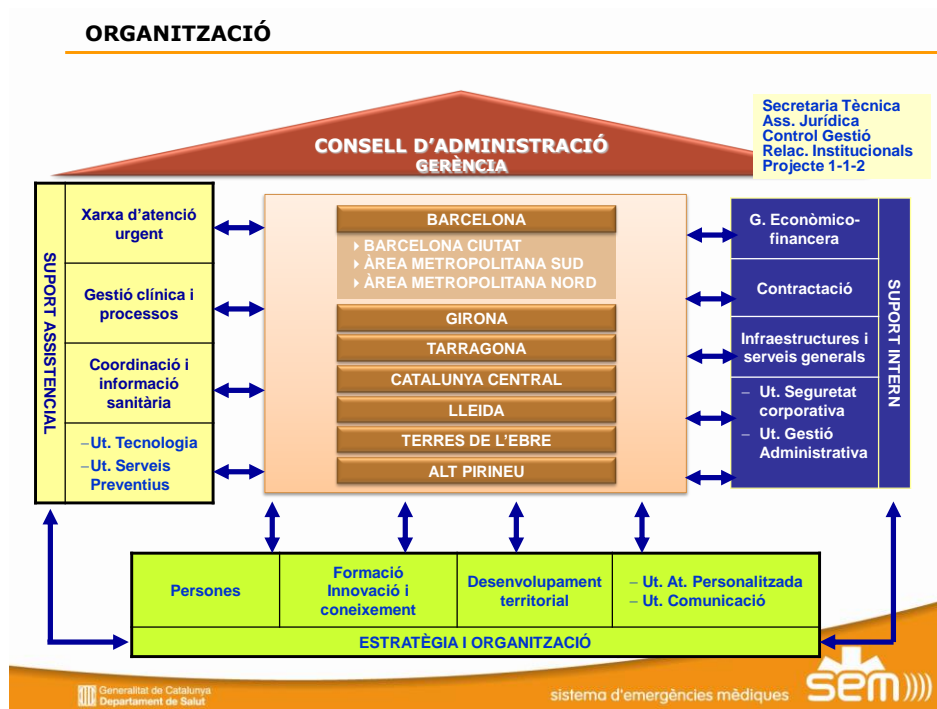 ORGANITZACIÓ
Secretaria Tècnica
Ass. Jurídica
Control Gestió
Relac. Institucionals
Projecte 1-1-2
CONSELL D'ADMINISTRACIÓ
GERÈNCIA
SUPORT ASSISTENCIAL
Xarxa d'atenció
urgent
Gestió clínica i
processos
Coordinació i
informació
sanitària
–Ut. Tecnologia
–Ut. Serveis
Preventius
BARCELONA
BARCELONA CIUTAT
ÀREA METROPOLITANA SUD
ÀREA METROPOLITANA NORD
GIRONA
TARRAGONA
CATALUNYA CENTRAL
LLEIDA
TERRES DE L'EBRE
ALT PIRINEU
G. Econòmico-
financera
Contractació
Infraestructures i
serveis generals
– Ut. Seguretat
corporativa
– Ut. Gestió
Administrativa
SUPORT INTERN
Persones
Formació
Innovació i
coneixement
Desenvolupament
territorial
– Ut. At. Personalitzada
– Ut. Comunicació
ESTRATÈGIA I ORGANITZACIÓ
Generalitat de Catalunya
Departament de Salut
sistema d'emergències mèdiques
sem